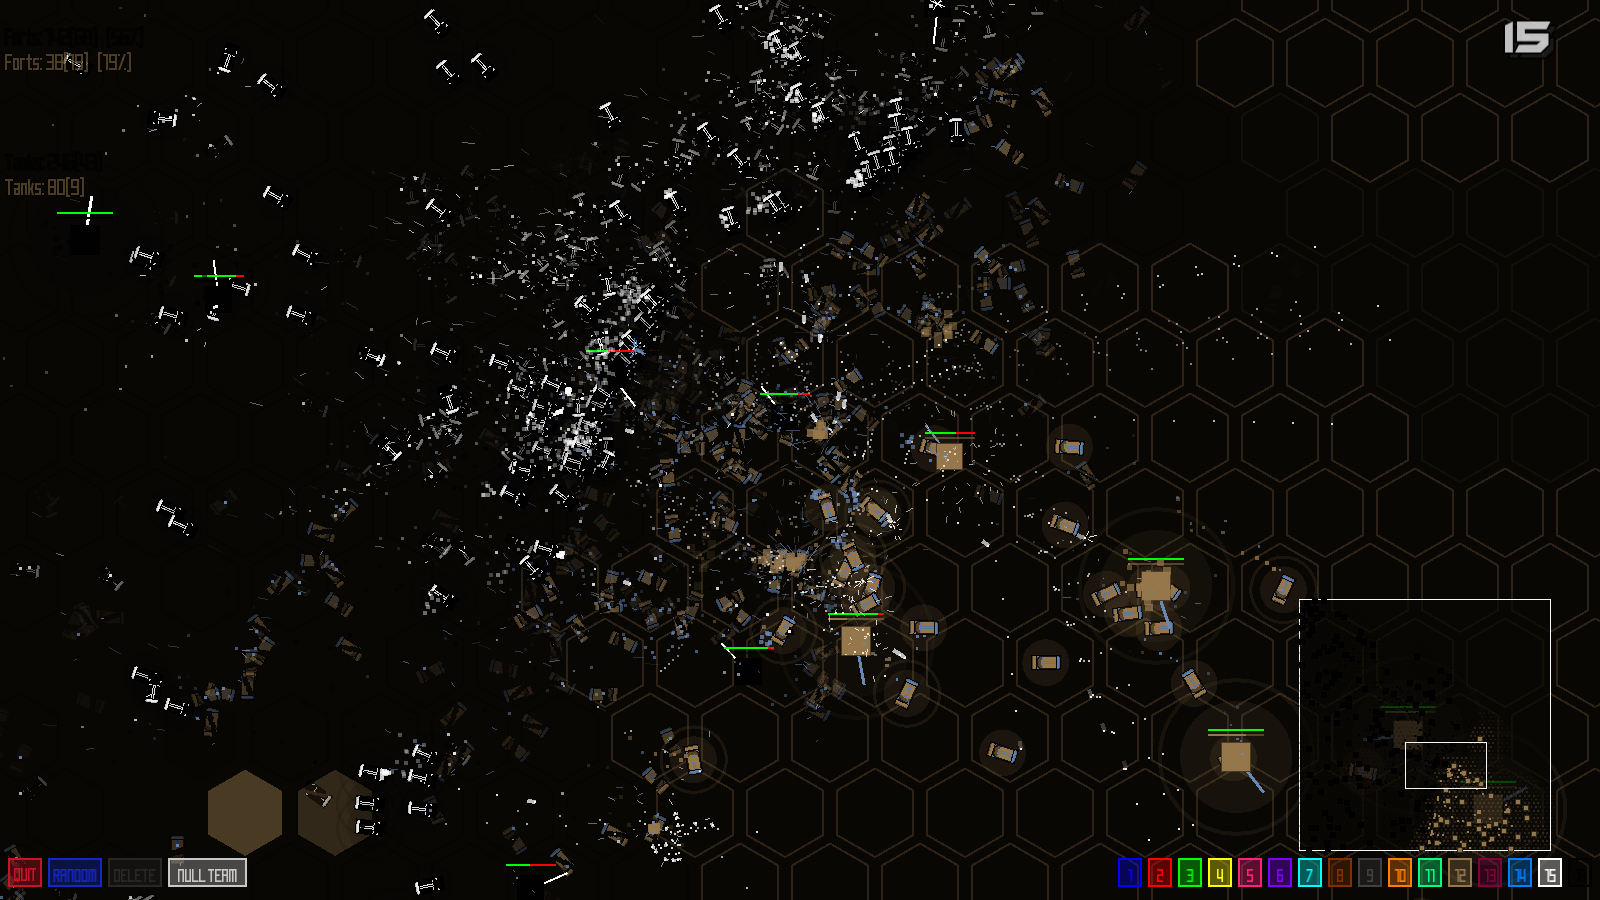 15
Forts: 38[19] [19%]
Tanks: 80[9]
QUIT RANDOM DELETE NULL TEAM
1 2 3 4 5 6 7 8 9 10 11 12 13 14 15